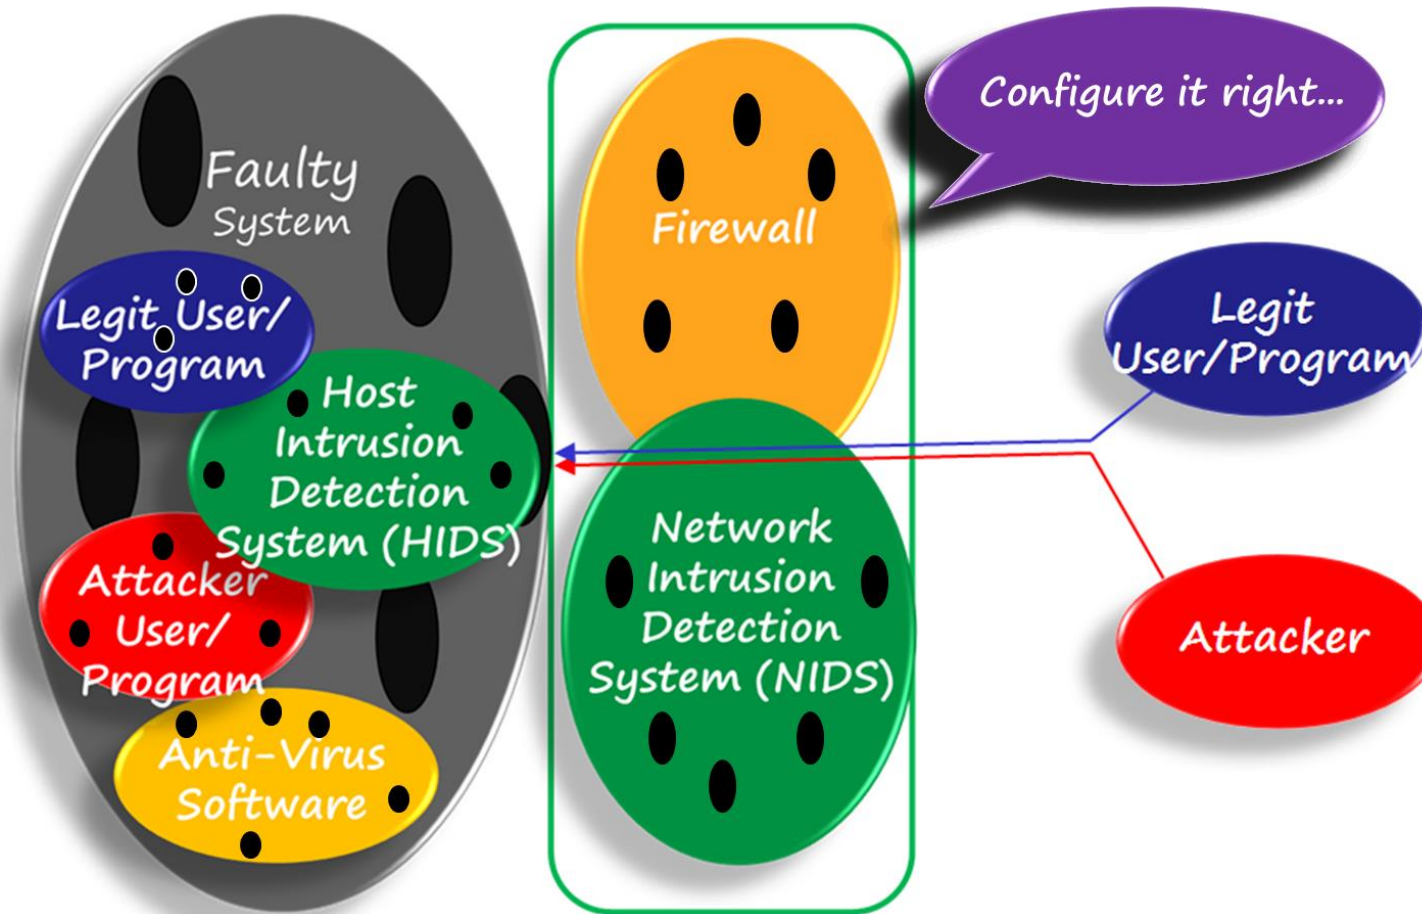 Faulty
System
Legit User/
Program
Host
Intrusion
Detection
System (HIDS)
Attacker
User/
Program
Anti-Virus
Software
Firewall
Network
Intrusion
Detection
System (NIDS)
Configure it right...
Legit
User/Program
Attacker